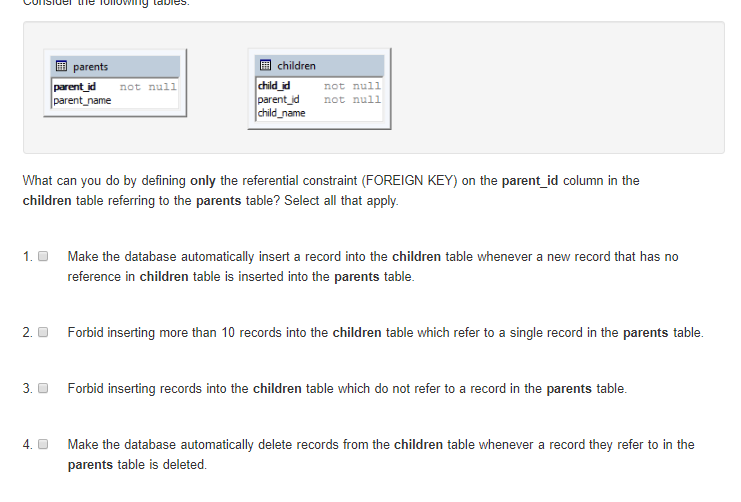 Consider the following tables.
parents
parent_id not null
parent_name
children
child_id not null
parent_id not null
child_name
What can you do by defining only the referential constraint (FOREIGN KEY) on the parent_id column in the
children table referring to the parents table? Select all that apply.
1. Make the database automatically insert a record into the children table whenever a new record that has no
reference in children table is inserted into the parents table.
2. Forbid inserting more than 10 records into the children table which refer to a single record in the parents table.
3. Forbid inserting records into the children table which do not refer to a record in the parents table.
4. Make the database automatically delete records from the children table whenever a record they refer to in the
parents table is deleted.